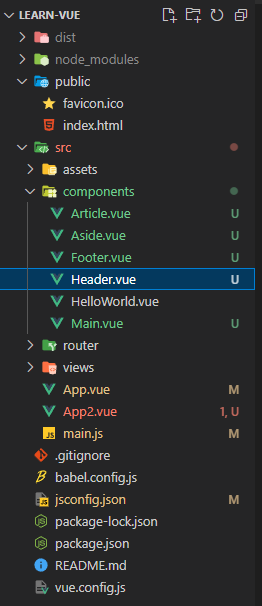 LEARN-VUE
dist
node_modules
public
favicon.ico
index.html
src
assets
components
Article.vue U
Aside.vue U
Footer.vue U
Header.vue U
HelloWorld.vue
Main.vue U
router
views
App.vue M
App2.vue 1, U
main.js M
.gitignore
babel.config.js
jsconfig.json M
package-lock.json
package.json
README.md
vue.config.js